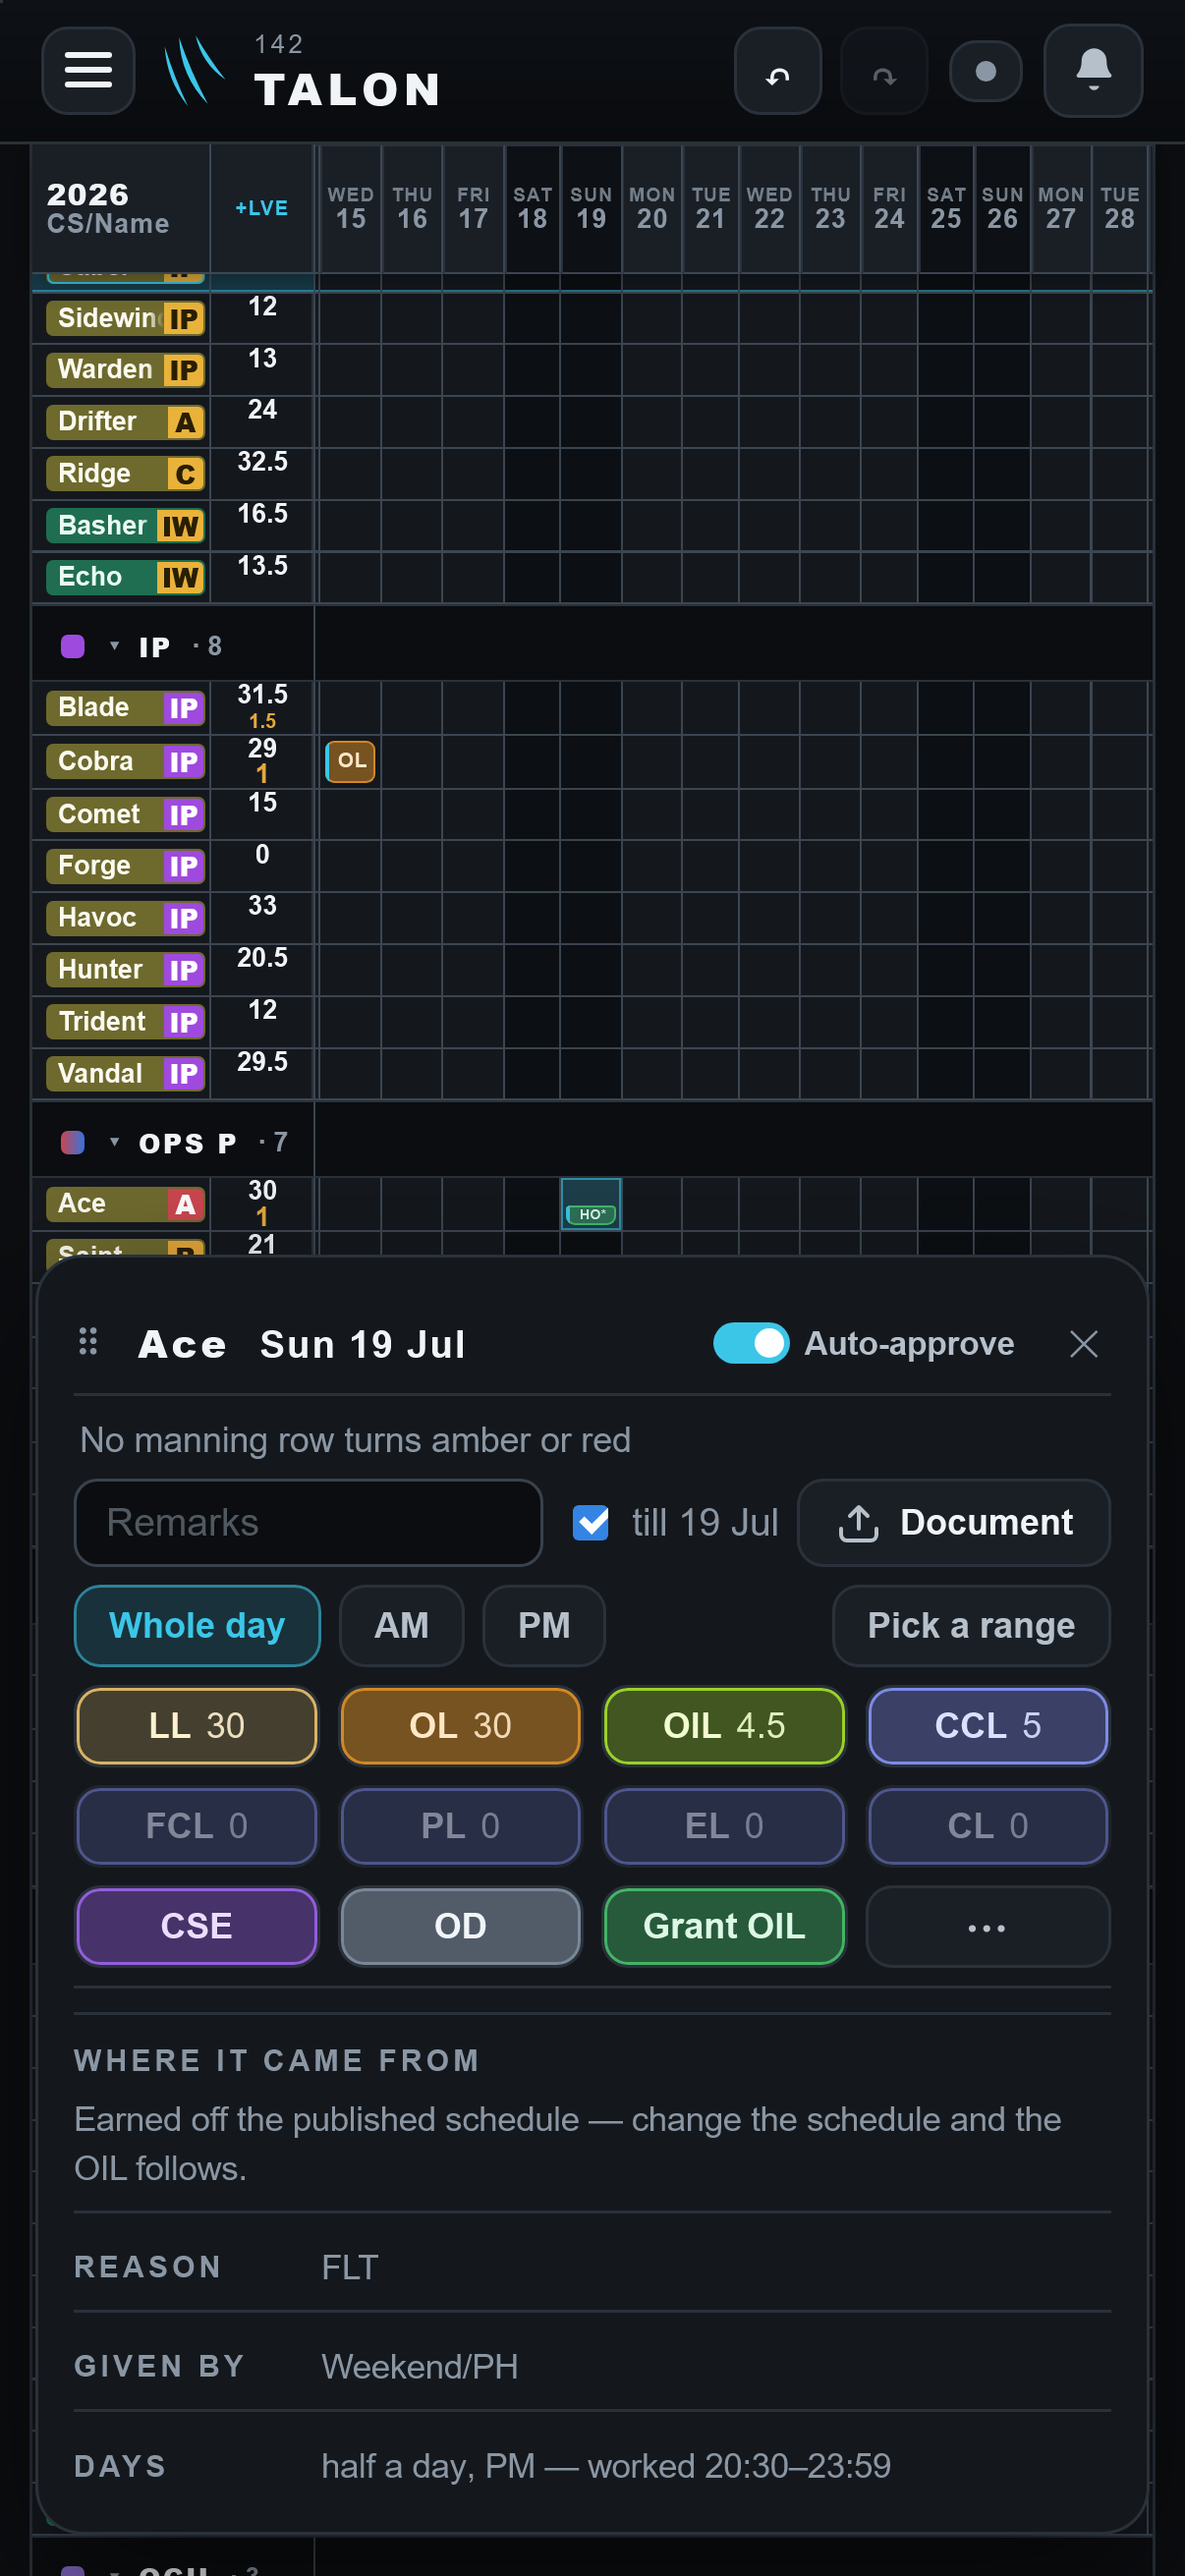 142
TALON
2026
CS/Name
+LVE
WED 15
THU 16
FRI 17
SAT 18
SUN 19
MON 20
TUE 21
WED 22
THU 23
FRI 24
SAT 25
SUN 26
MON 27
TUE 28
Sidewin IP 12
Warden IP 13
Drifter A 24
Ridge C 32.5
Basher IW 16.5
Echo IW 13.5
IP · 8
Blade IP 31.5
1.5
Cobra IP 29 OL
1
Comet IP 15
Forge IP 0
Havoc IP 33
Hunter IP 20.5
Trident IP 12
Vandal IP 29.5
OPS P · 7
Ace A 30
1 HO*
21
Ace Sun 19 Jul Auto-approve
No manning row turns amber or red
Remarks till 19 Jul Document
Whole day AM PM Pick a range
LL 30 OL 30 OIL 4.5 CCL 5
FCL 0 PL 0 EL 0 CL 0
CSE OD Grant OIL ...
WHERE IT CAME FROM
Earned off the published schedule — change the schedule and the
OIL follows.
REASON FLT
GIVEN BY Weekend/PH
DAYS half a day, PM — worked 20:30–23:59